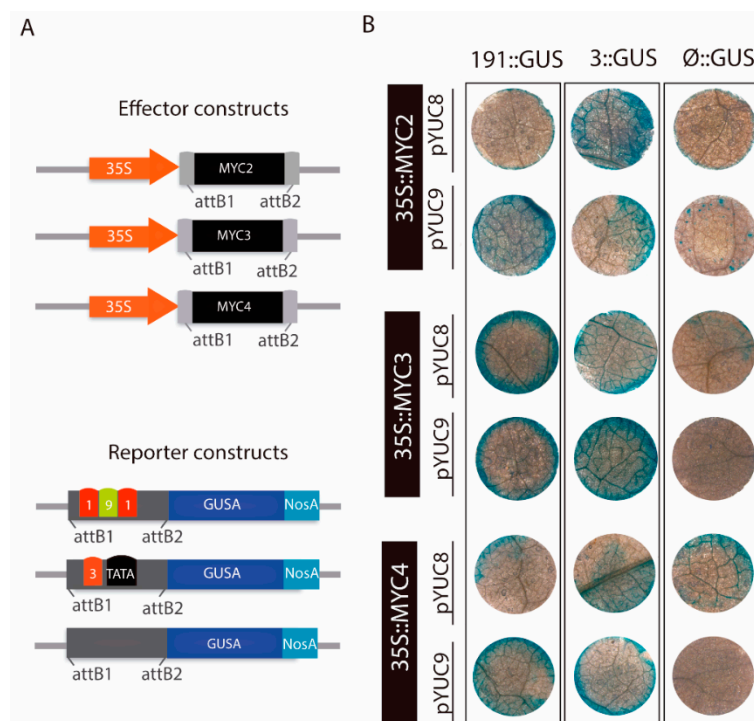 A
Effector constructs
35S MYC2
attB1 attB2
35S MYC3
attB1 attB2
35S MYC4
attB1 attB2
Reporter constructs
1 9 1 GUSA NosA
attB1 attB2
3 TATA GUSA NosA
attB1 attB2
GUSA NosA
attB1 attB2
B
191::GUS 3::GUS Ø::GUS
35S::MYC2
pYUC8
pYUC9
35S::MYC3
pYUC8
pYUC9
35S::MYC4
pYUC8
pYUC9